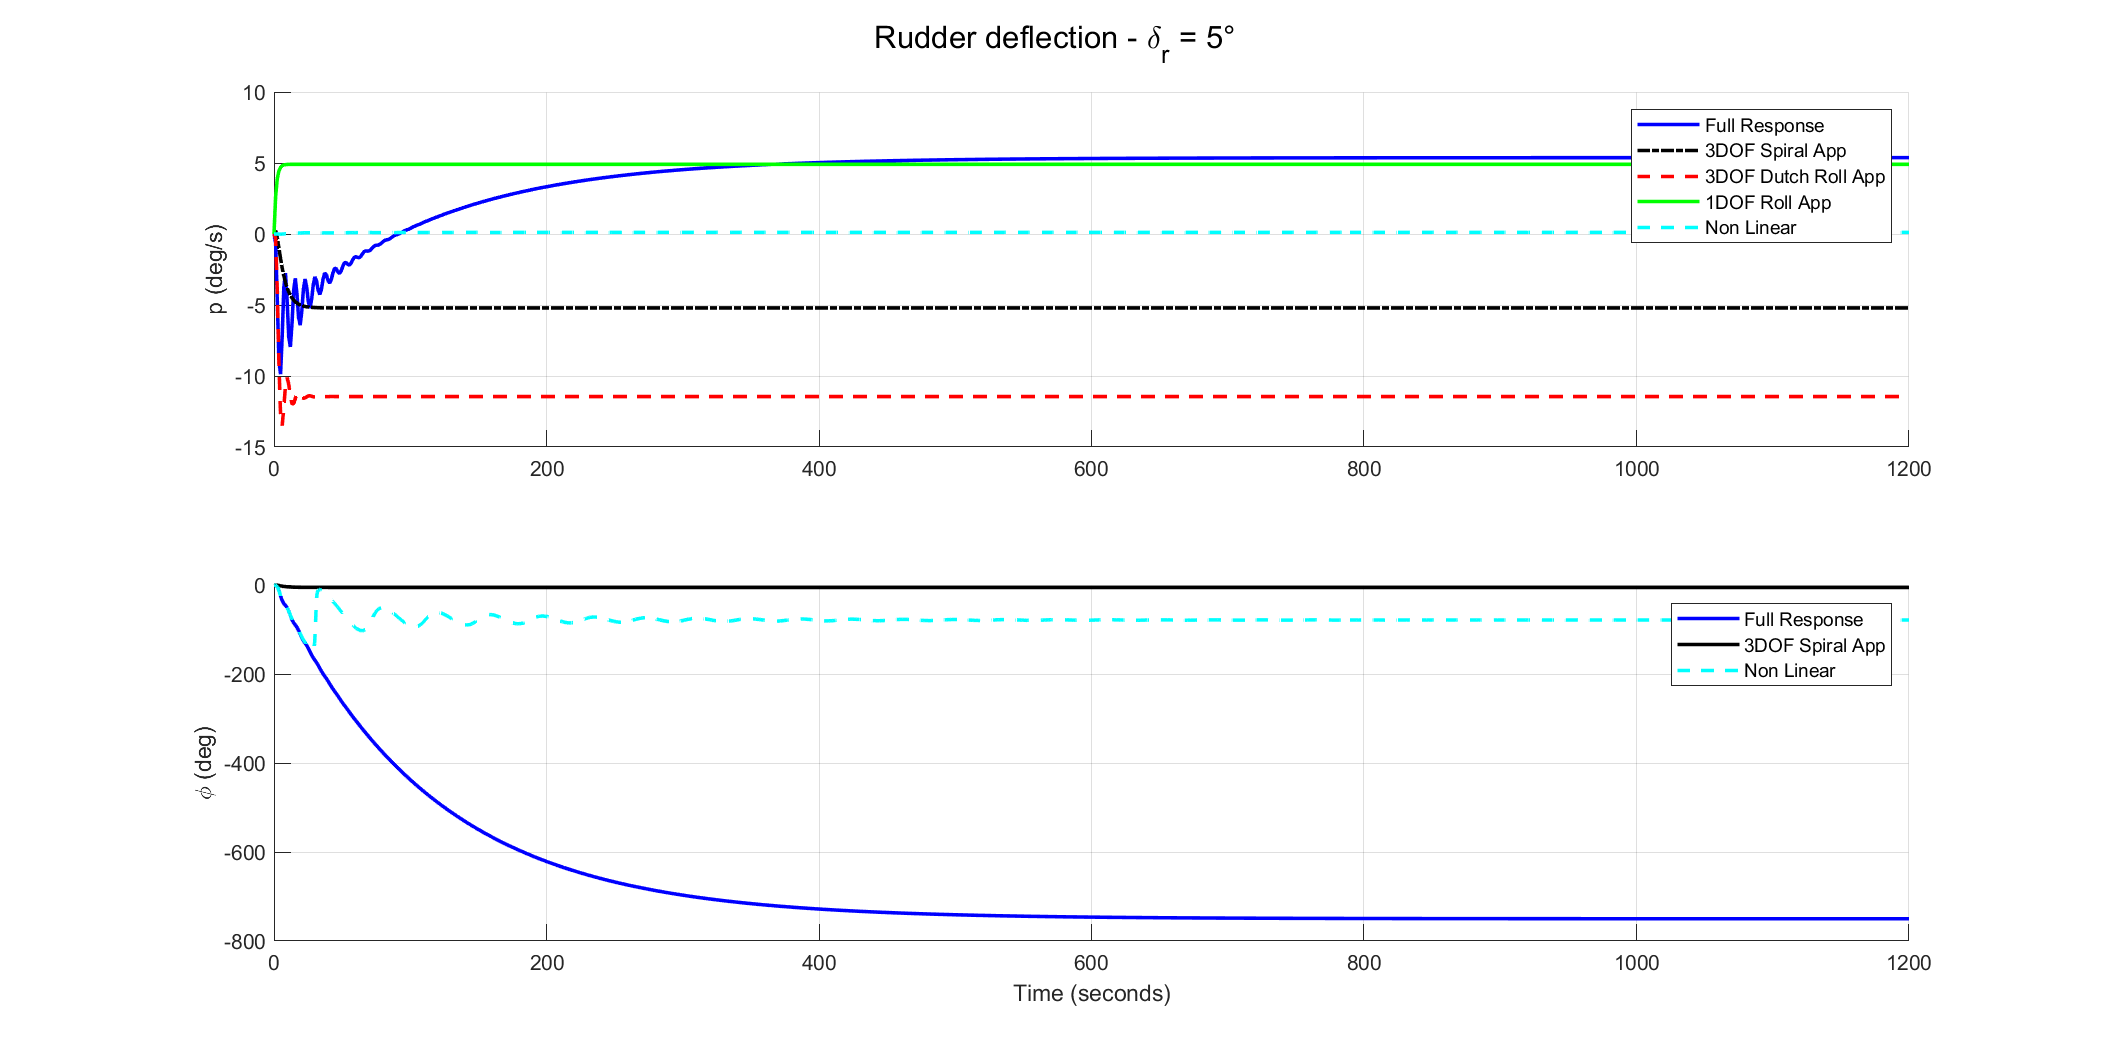 Rudder deflection - δr = 5°
10
5
0
-5
-10
-15
p (deg/s)
0
200
400
600
800
1000
1200
Full Response
3DOF Spiral App
3DOF Dutch Roll App
1DOF Roll App
Non Linear
0
-200
-400
-600
-800
ϕ (deg)
0
200
400
600
800
1000
1200
Time (seconds)
Full Response
3DOF Spiral App
Non Linear